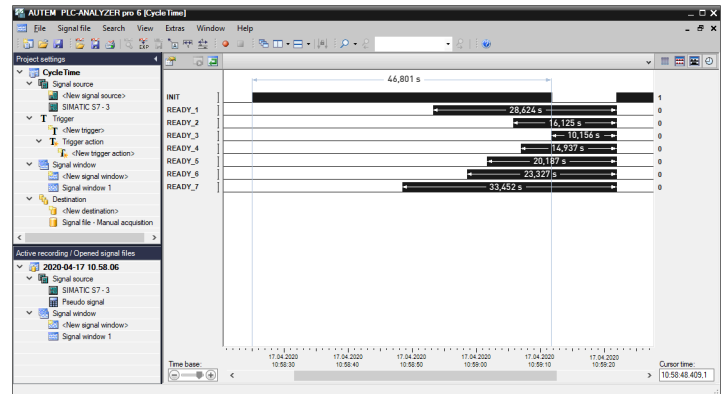 AUTEM PLC-ANALYZER pro 6 [CycleTime]
File Signal file Search View Extras Window Help
Project settings
CycleTime
Signal source
<New signal source>
SIMATIC S7 - 3
Trigger
<New trigger>
Trigger action
<New trigger action>
Signal window
<New signal window>
Signal window 1
Destination
<New destination>
Signal file - Manual acquisition
Active recording / Opened signal files
2020-04-17 10.58.06
Signal source
SIMATIC S7 - 3
Pseudo signal
Signal window
<New signal window>
Signal window 1
46,801 s
INIT 1
READY_1 28,624 s 0
READY_2 16,125 s 0
READY_3 10,156 s 0
READY_4 14,937 s 0
READY_5 20,187 s 0
READY_6 23,327 s 0
READY_7 33,452 s 0
17.04.2020 17.04.2020 17.04.2020 17.04.2020 17.04.2020 17.04.2020
Time base: 10:58:30 10:58:40 10:58:50 10:59:00 10:59:10 10:59:20 Cursor time:
10:58:48.409,1